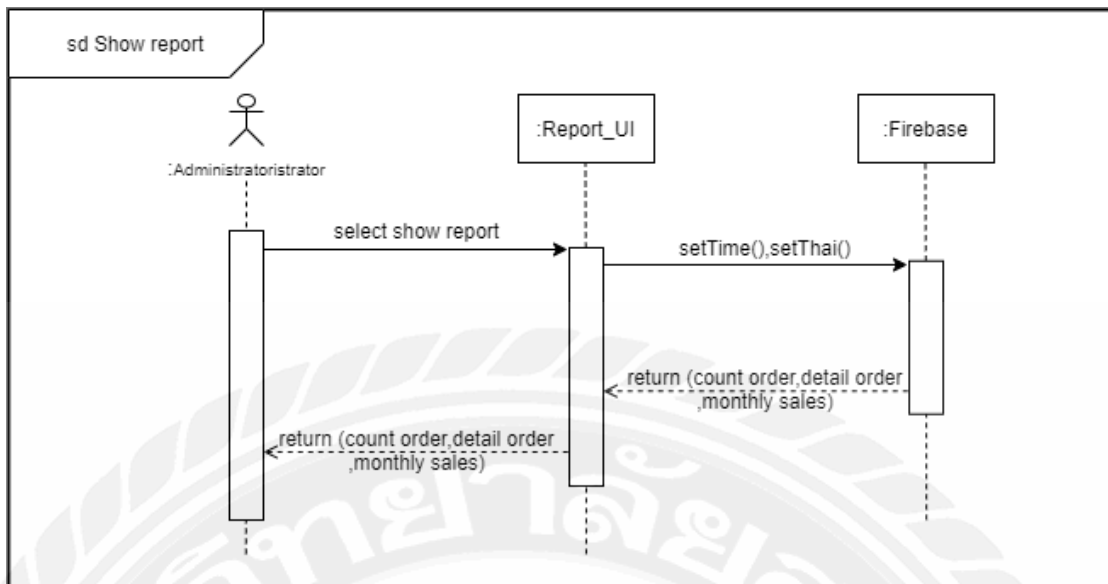 sd Show report
:Report_UI
:Firebase
:Administratoristrator
select show report
setTime(),setThai()
return (count order,detail order
,monthly sales)
return (count order,detail order
,monthly sales)